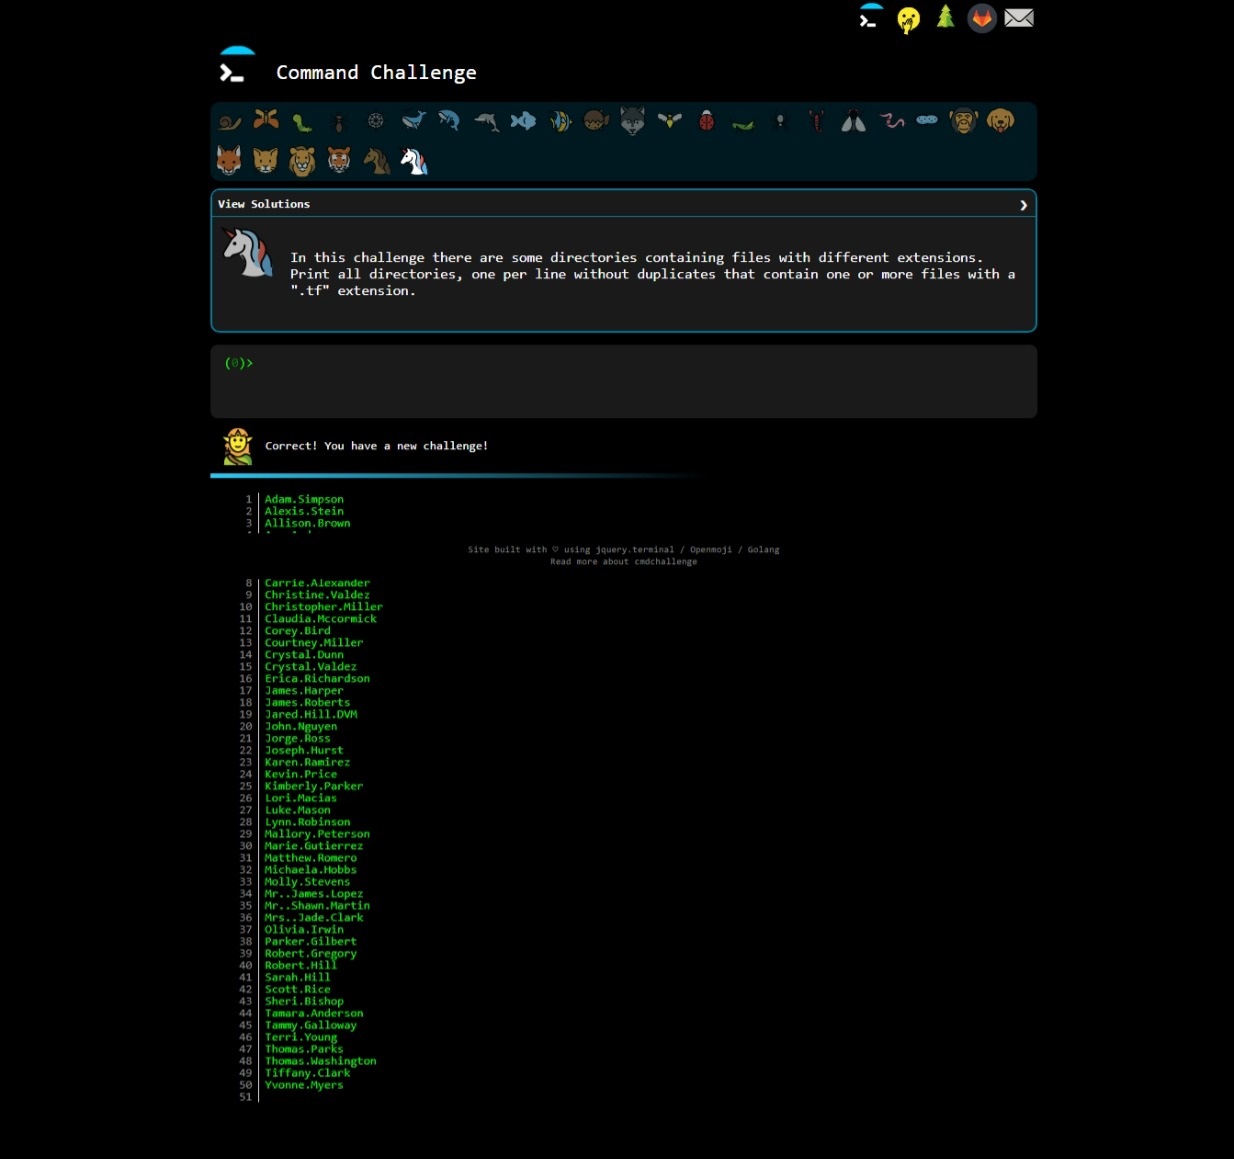 Command Challenge
View Solutions
In this challenge there are some directories containing files with different extensions.
Print all directories, one per line without duplicates that contain one or more files with a
".tf" extension.
(0)>
Correct! You have a new challenge!
1 Adam.Simpson
2 Alexis.Stein
3 Allison.Brown
Site built with ♡ using jquery.terminal / Openmoji / Golang
Read more about cmdchallenge
8 Carrie.Alexander
9 Christine.Valdez
10 Christopher.Miller
11 Claudia.Mccormick
12 Corey.Bird
13 Courtney.Miller
14 Crystal.Dunn
15 Crystal.Valdez
16 Erica.Richardson
17 James.Harper
18 James.Roberts
19 Jared.Hill.DVM
20 John.Nguyen
21 Jorge.Ross
22 Joseph.Hurst
23 Karen.Ramirez
24 Kevin.Price
25 Kimberly.Parker
26 Lori.Macias
27 Luke.Mason
28 Lynn.Robinson
29 Mallory.Peterson
30 Marie.Gutierrez
31 Matthew.Romero
32 Michaela.Hobbs
33 Molly.Stevens
34 Mr..James.Lopez
35 Mr..Shawn.Martin
36 Mrs..Jade.Clark
37 Olivia.Irwin
38 Parker.Gilbert
39 Robert.Gregory
40 Robert.Hill
41 Sarah.Hill
42 Scott.Rice
43 Sheri.Bishop
44 Tamara.Anderson
45 Tammy.Galloway
46 Terri.Young
47 Thomas.Parks
48 Thomas.Washington
49 Tiffany.Clark
50 Yvonne.Myers
51